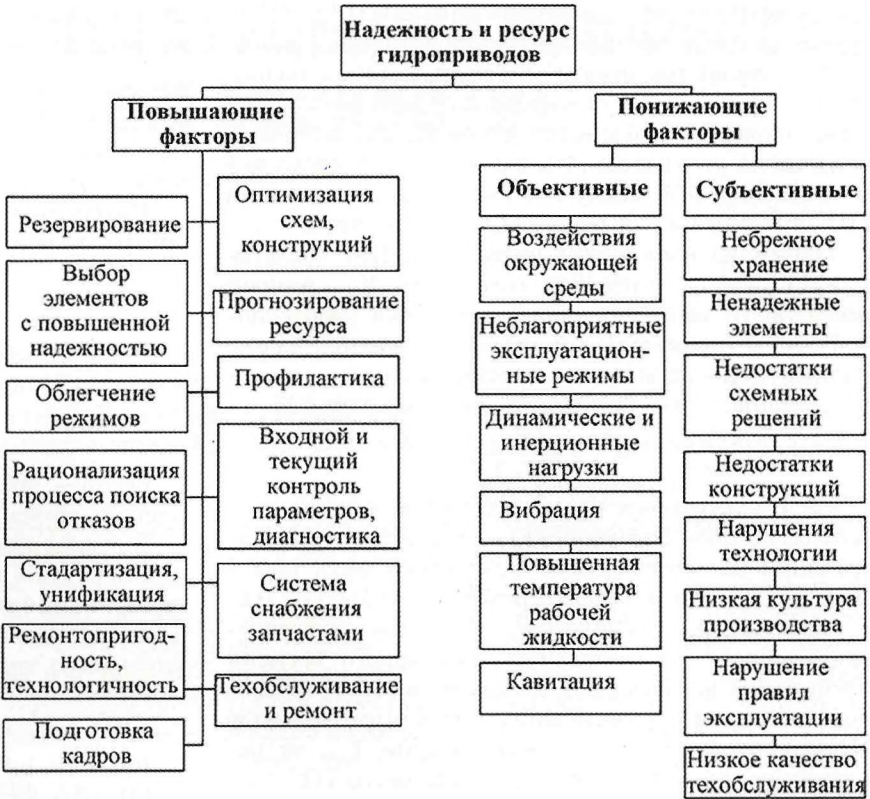 Надежность и ресурс
гидроприводов
Повышающие
факторы
Резервирование
Выбор
элементов
с повышенной
надежностью
Облегчение
режимов
Рационализация
процесса поиска
отказов
Стадартизация,
унификация
Ремонтопригод-
ность,
технологичность
Подготовка
кадров
Оптимизация
схем,
конструкций
Прогнозирование
ресурса
Профилактика
Входной и
текущий
контроль
параметров,
диагностика
Система
снабжения
запчастами
Техобслуживание
и ремонт
Понижающие
факторы
Объективные
Воздействия
окружающей
среды
Неблагоприятные
эксплуатацион-
ные режимы
Динамические и
инерционные
нагрузки
Вибрация
Повышенная
температура
рабочей
жидкости
Кавитация
Субъективные
Небрежное
хранение
Ненадежные
элементы
Недостатки
схемных
решений
Недостатки
конструкций
Нарушения
технологии
Низкая культура
производства
Нарушение
правил
эксплуатации
Низкое качество
техобслуживания